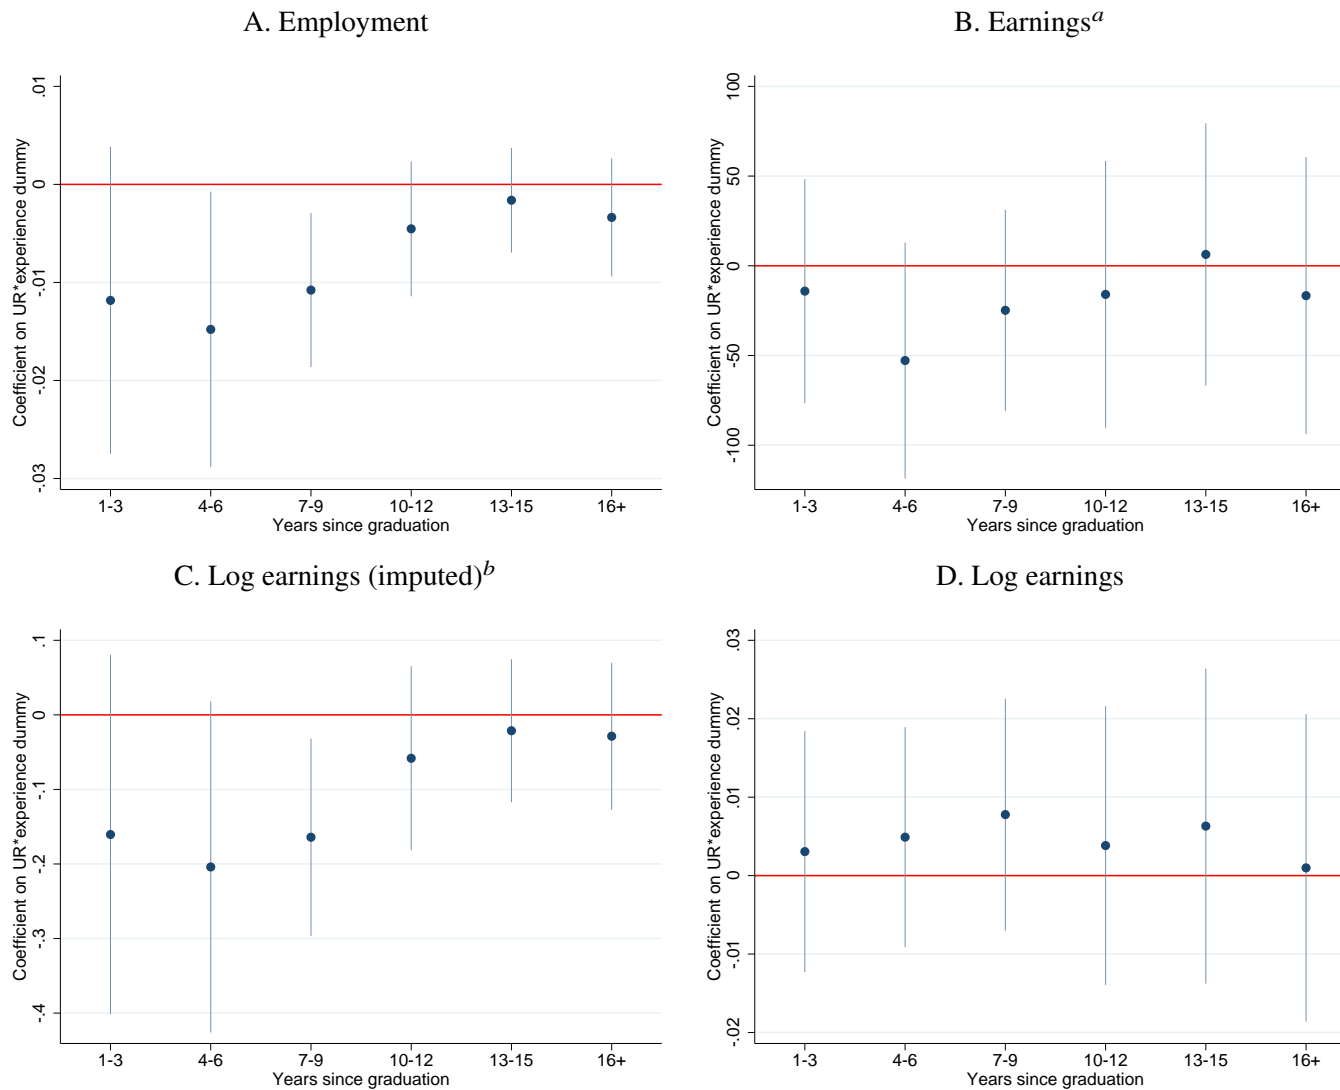 A. Employment
Coefficient on UR*experience dummy
.01
0
-.01
-.02
-.03
1-3 4-6 7-9 10-12 13-15 16+
Years since graduation
B. Earningsa
Coefficient on UR*experience dummy
100
50
0
-50
-100
1-3 4-6 7-9 10-12 13-15 16+
Years since graduation
C. Log earnings (imputed)b
Coefficient on UR*experience dummy
.1
0
-.1
-.2
-.3
-.4
1-3 4-6 7-9 10-12 13-15 16+
Years since graduation
D. Log earnings
Coefficient on UR*experience dummy
.03
.02
.01
0
-.01
-.02
1-3 4-6 7-9 10-12 13-15 16+
Years since graduation